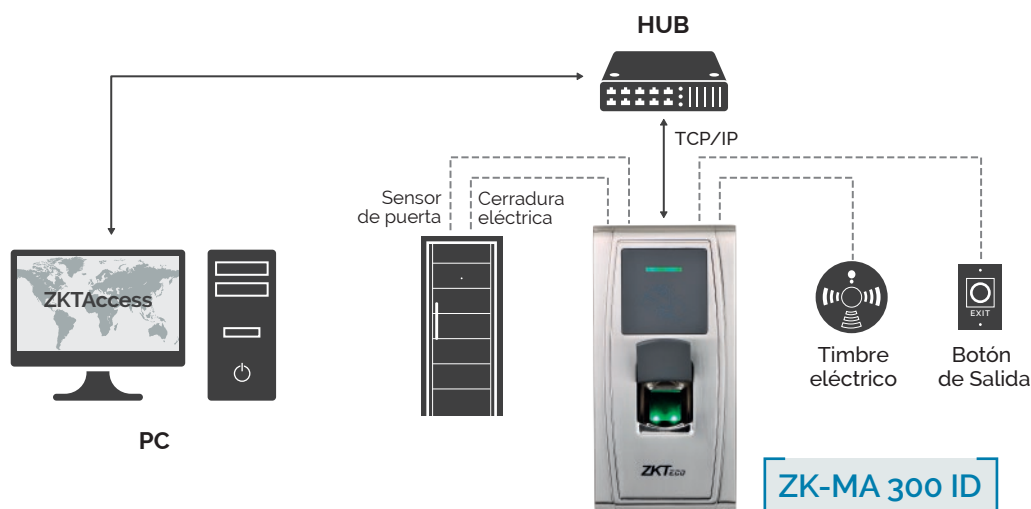 HUB
TCP/IP
Sensor
de puerta
Cerradura
eléctrica
ZKTAccess
EXIT
Timbre
eléctrico
Botón
de Salida
PC
ZKTECO
ZK-MA 300 ID